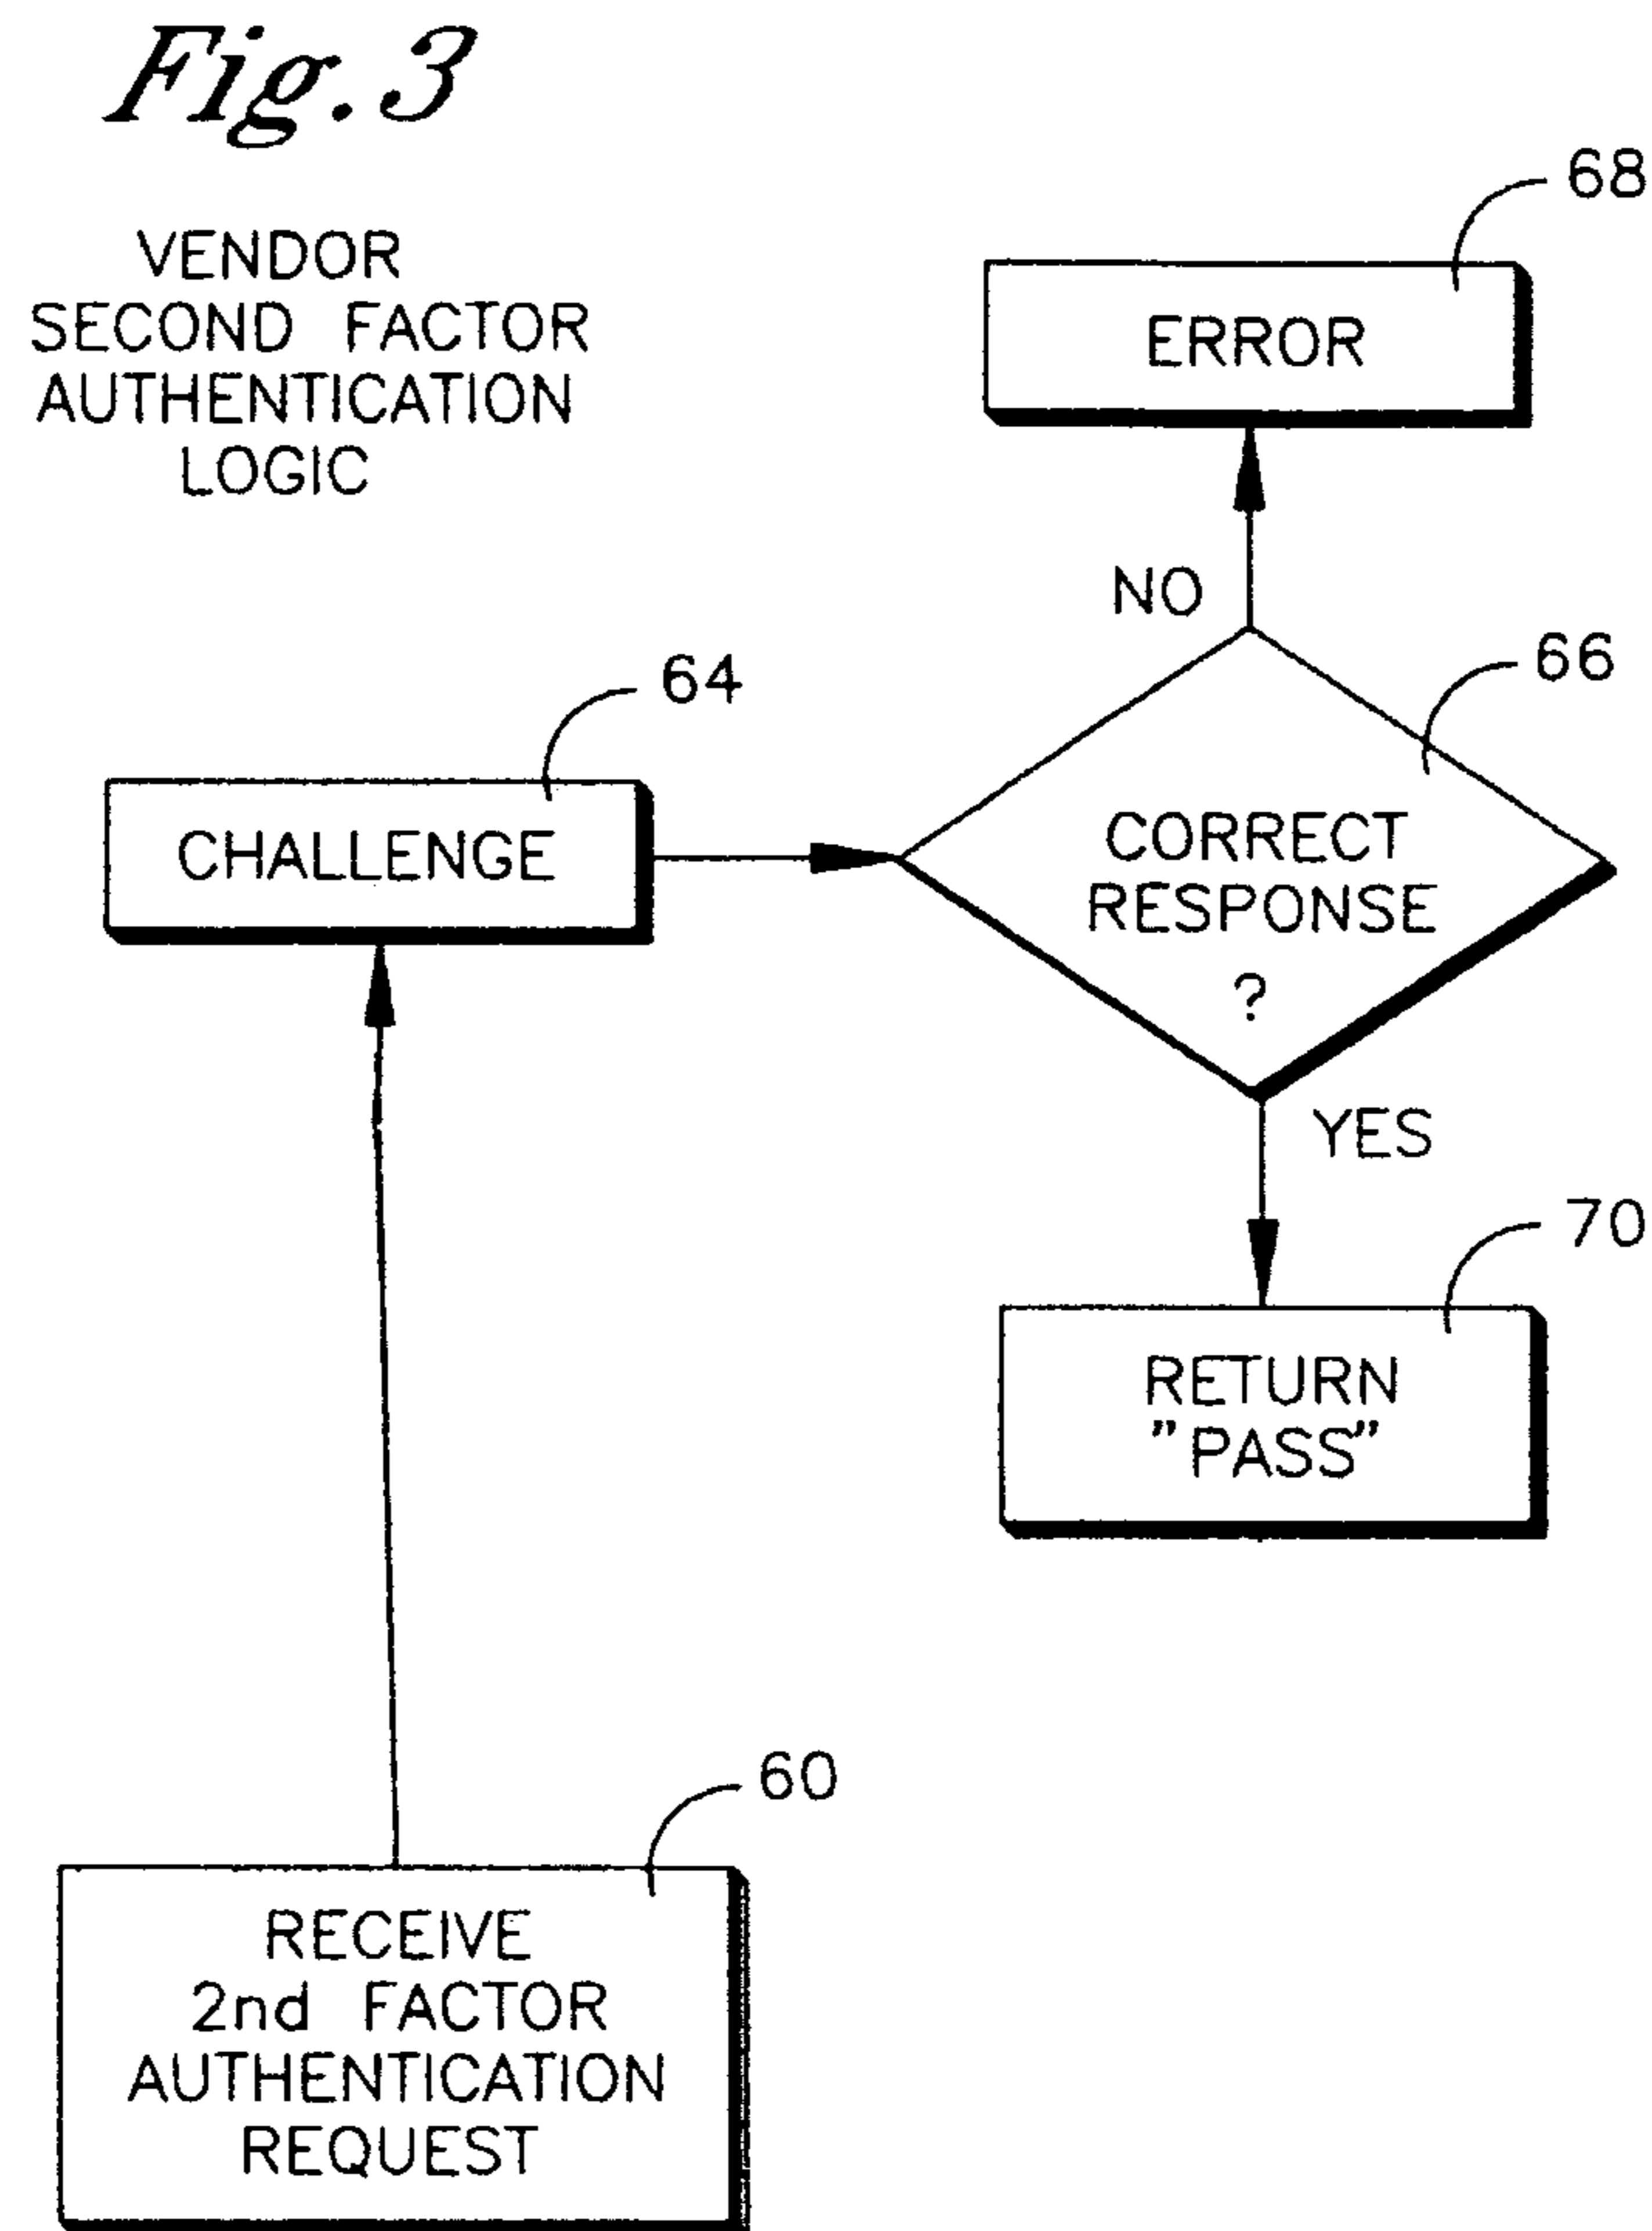 Fig. 3
VENDOR
SECOND FACTOR
AUTHENTICATION
LOGIC
68
ERROR
NO
66
64
CHALLENGE
CORRECT
RESPONSE
?
YES
70
RETURN
"PASS"
60
RECEIVE
2nd FACTOR
AUTHENTICATION
REQUEST